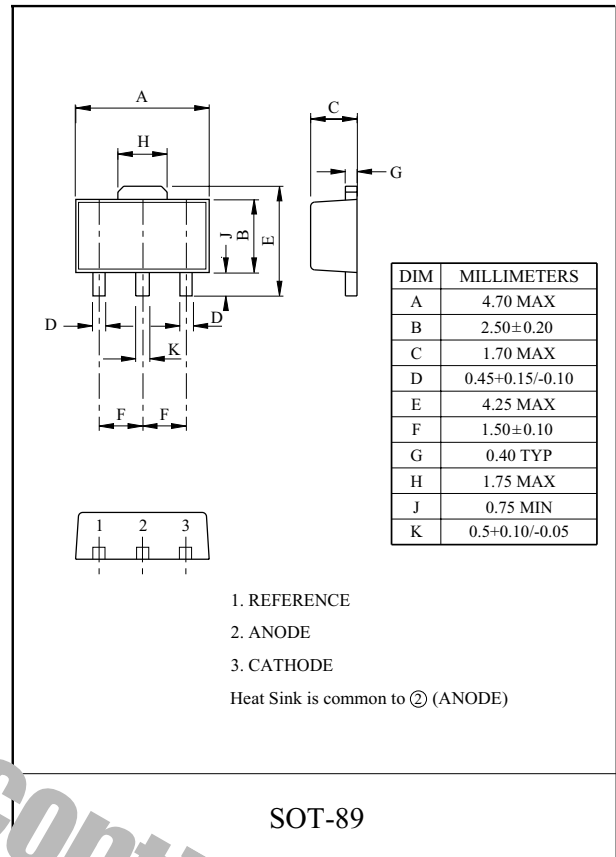 A
H
C
G
J
B
E
D
D
K
F
F
DIM MILLIMETERS
A 4.70 MAX
B 2.50±0.20
C 1.70 MAX
D 0.45+0.15/-0.10
E 4.25 MAX
F 1.50±0.10
G 0.40 TYP
H 1.75 MAX
J 0.75 MIN
K 0.5+0.10/-0.05
1 2 3
1. REFERENCE
2. ANODE
3. CATHODE
Heat Sink is common to ② (ANODE)
SOT-89